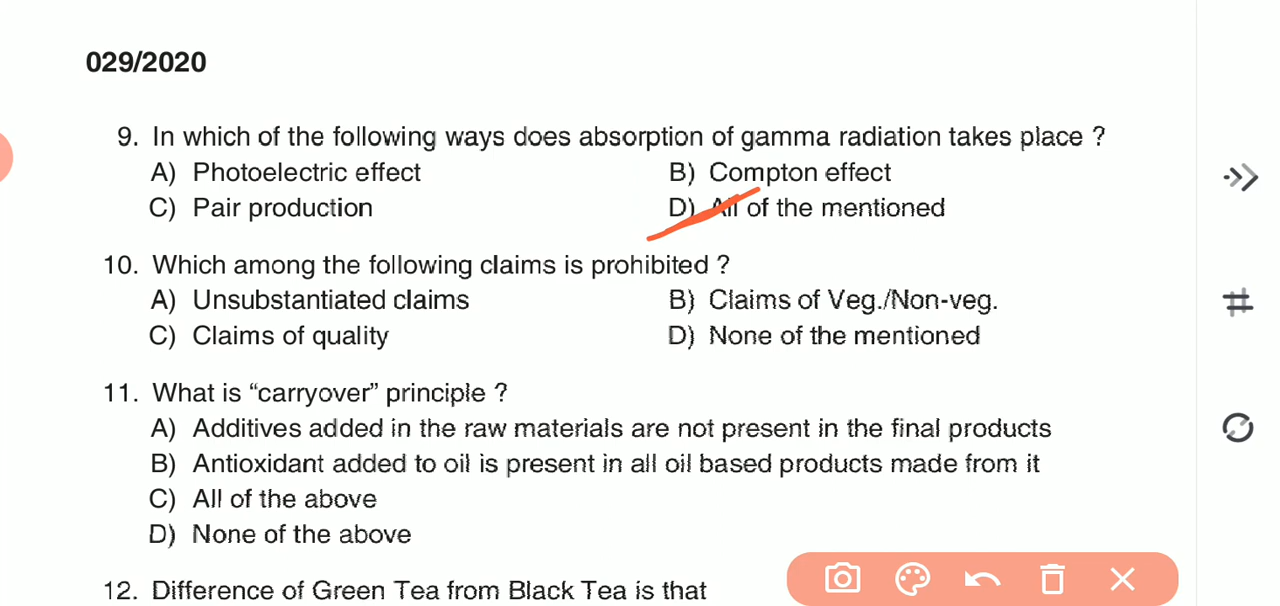 029/2020
9. In which of the following ways does absorption of gamma radiation takes place ?
A) Photoelectric effect B) Compton effect
C) Pair production D) All of the mentioned
10. Which among the following claims is prohibited ?
A) Unsubstantiated claims B) Claims of Veg./Non-veg.
C) Claims of quality D) None of the mentioned
11. What is “carryover” principle ?
A) Additives added in the raw materials are not present in the final products
B) Antioxidant added to oil is present in all oil based products made from it
C) All of the above
D) None of the above
12. Difference of Green Tea from Black Tea is that